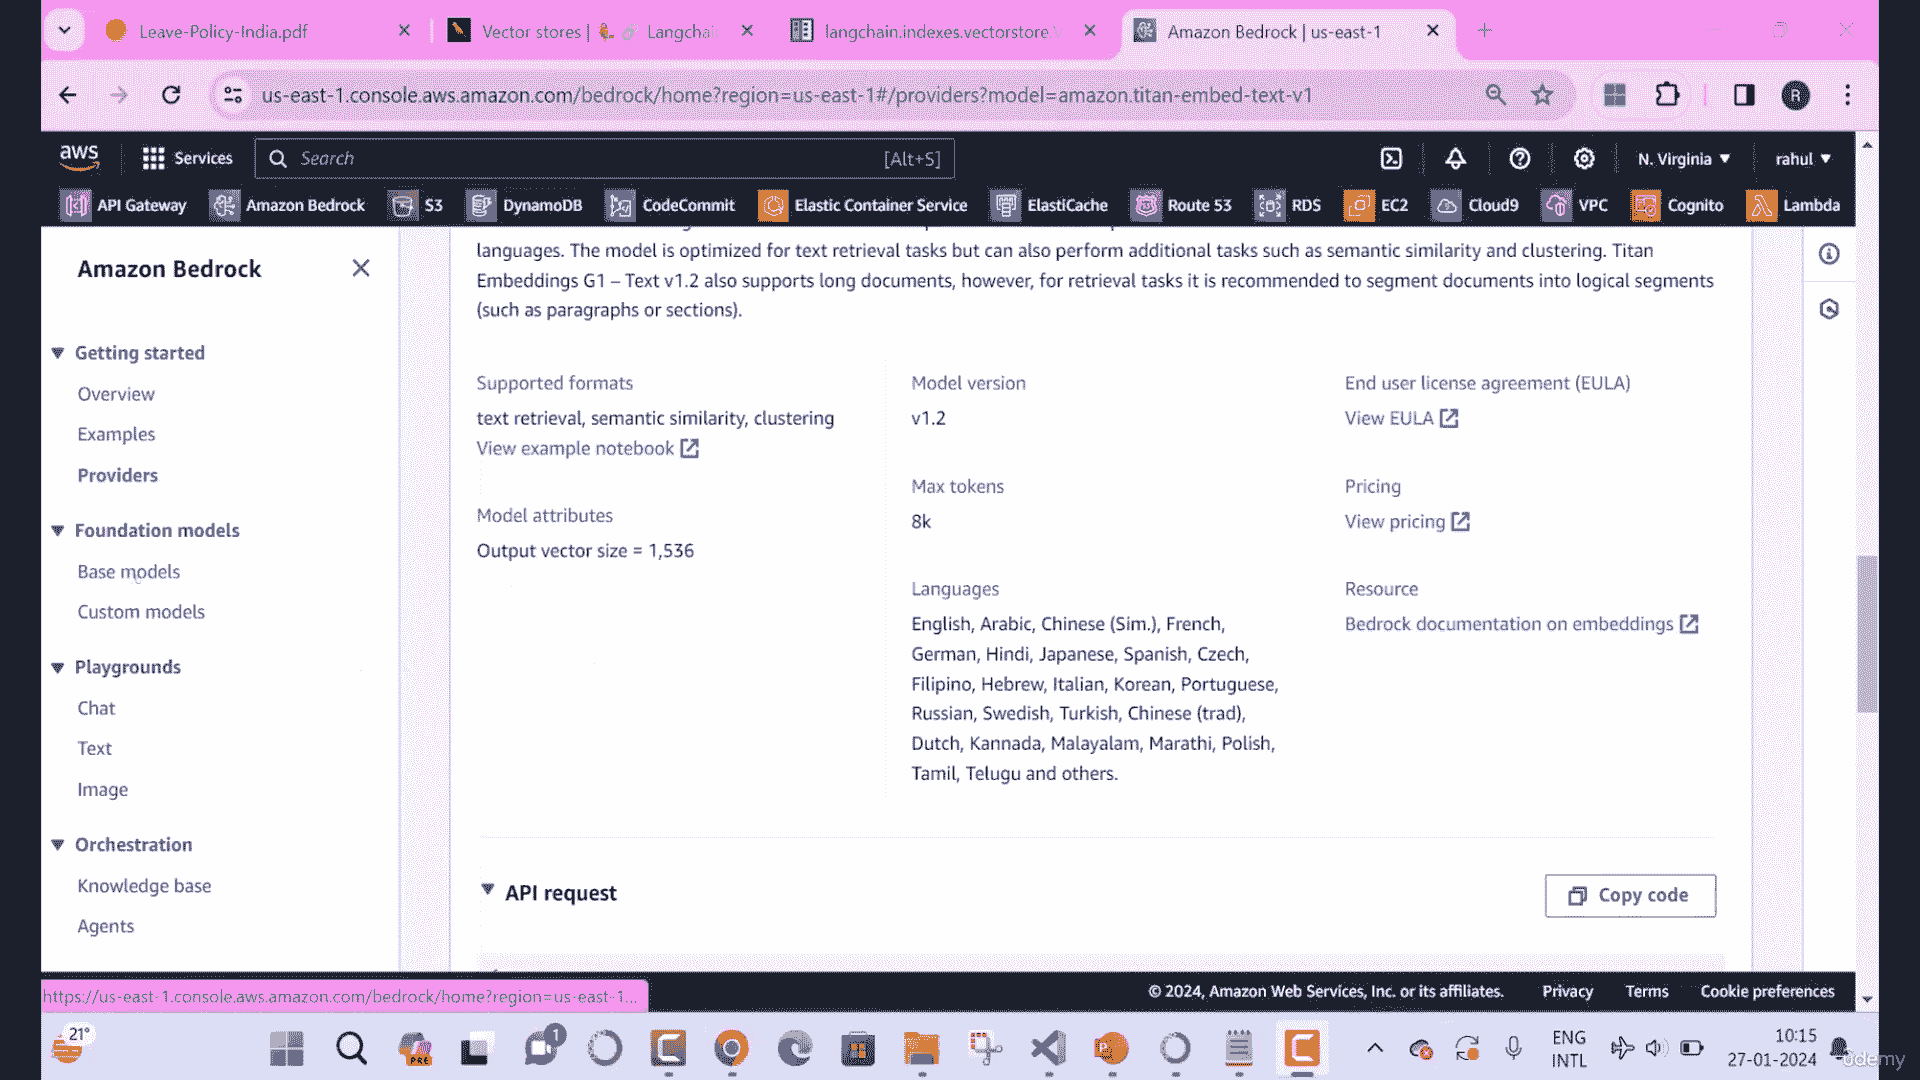 Leave-Policy-India.pdf
Vector stores | Langchai
langchain.indexes.vectorstore.V
Amazon Bedrock | us-east-1
us-east-1.console.aws.amazon.com/bedrock/home?region=us-east-1#/providers?model=amazon.titan-embed-text-v1
R
aws
Services
Search
[Alt+S]
N. Virginia
rahul
API Gateway
Amazon Bedrock
S3
DynamoDB
CodeCommit
Elastic Container Service
ElastiCache
Route 53
RDS
EC2
Cloud9
VPC
Cognito
Lambda
Amazon Bedrock
Getting started
Overview
Examples
Providers
Foundation models
Base models
Custom models
Playgrounds
Chat
Text
Image
Orchestration
Knowledge base
Agents
languages. The model is optimized for text retrieval tasks but can also perform additional tasks such as semantic similarity and clustering. Titan
Embeddings G1 – Text v1.2 also supports long documents, however, for retrieval tasks it is recommended to segment documents into logical segments
(such as paragraphs or sections).
Supported formats
text retrieval, semantic similarity, clustering
View example notebook
Model attributes
Output vector size = 1,536
Model version
v1.2
Max tokens
8k
Languages
English, Arabic, Chinese (Sim.), French,
German, Hindi, Japanese, Spanish, Czech,
Filipino, Hebrew, Italian, Korean, Portuguese,
Russian, Swedish, Turkish, Chinese (trad),
Dutch, Kannada, Malayalam, Marathi, Polish,
Tamil, Telugu and others.
End user license agreement (EULA)
View EULA
Pricing
View pricing
Resource
Bedrock documentation on embeddings
API request
Copy code
https://us-east-1.console.aws.amazon.com/bedrock/home?region=us-east-1...
© 2024, Amazon Web Services, Inc. or its affiliates.
Privacy
Terms
Cookie preferences
21°
PRE
1
ENG
INTL
10:15
27-01-2024
udemy